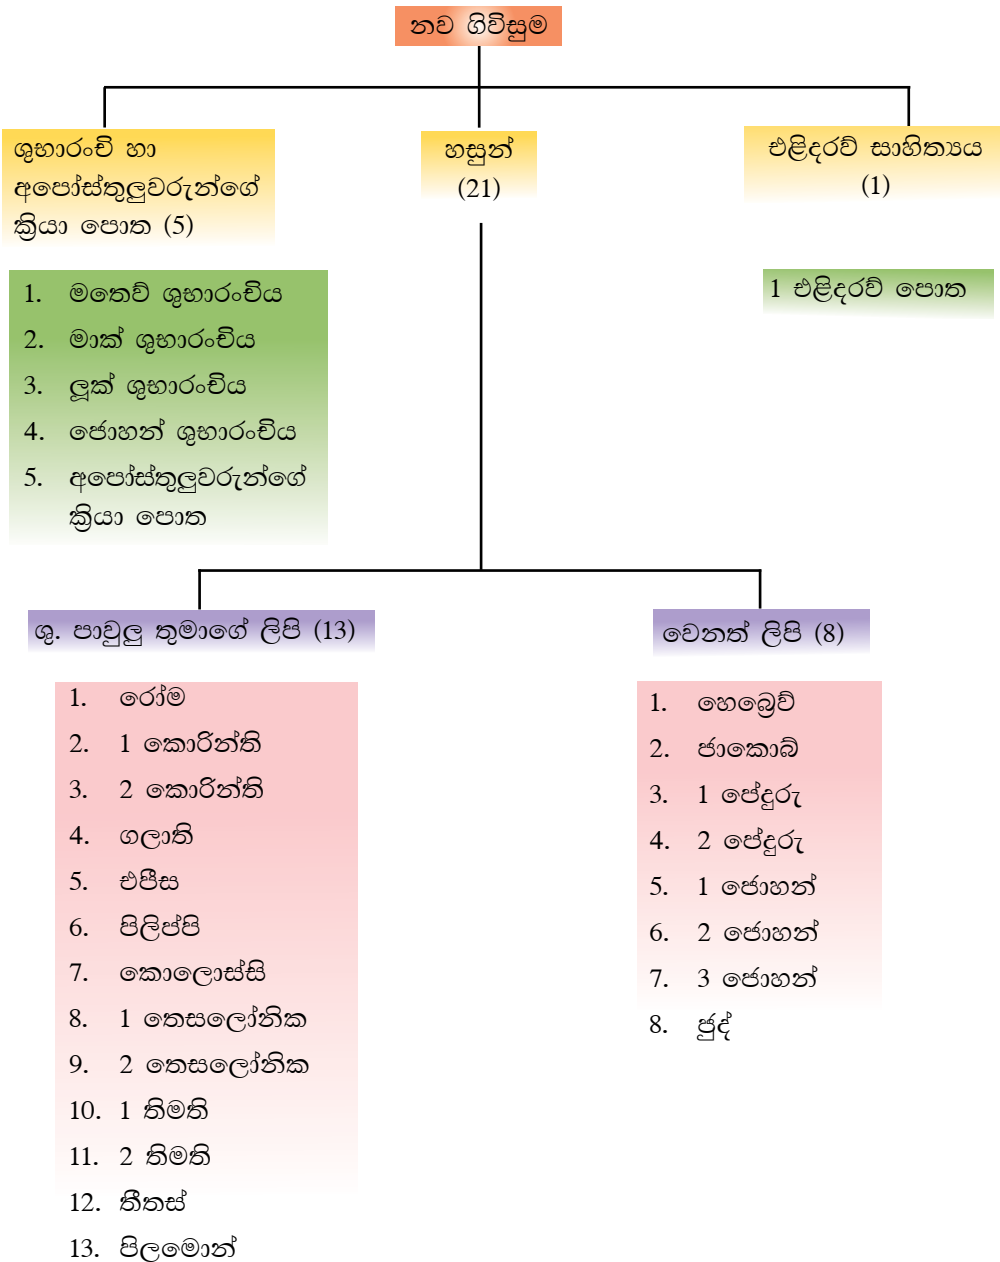 නව ගිවිසුම
ශුභාරංචි හා
අපෝස්තුලුවරුන්ගේ
ක්‍රියා පොත (5)
හසුන්
(21)
එළිදරව් සාහිත්‍යය
(1)
1. මතෙව් ශුභාරංචිය
2. මාක් ශුභාරංචිය
3. ලූක් ශුභාරංචිය
4. ජොහන් ශුභාරංචිය
5. අපෝස්තුලුවරුන්ගේ
ක්‍රියා පොත
1 එළිදරව් පොත
ශු. පාවුලු තුමාගේ ලිපි (13)
1. රෝම
2. 1 කොරින්ති
3. 2 කොරින්ති
4. ගලාති
5. එපීස
6. පිලිප්පි
7. කොලොස්සි
8. 1 තෙසලෝනික
9. 2 තෙසලෝනික
10. 1 තිමති
11. 2 තිමති
12. තීතස්
13. පිලමොන්
වෙනත් ලිපි (8)
1. හෙබ්‍රෙව්
2. ජාකොබ්
3. 1 පේදුරු
4. 2 පේදුරු
5. 1 ජොහන්
6. 2 ජොහන්
7. 3 ජොහන්
8. ජුද්